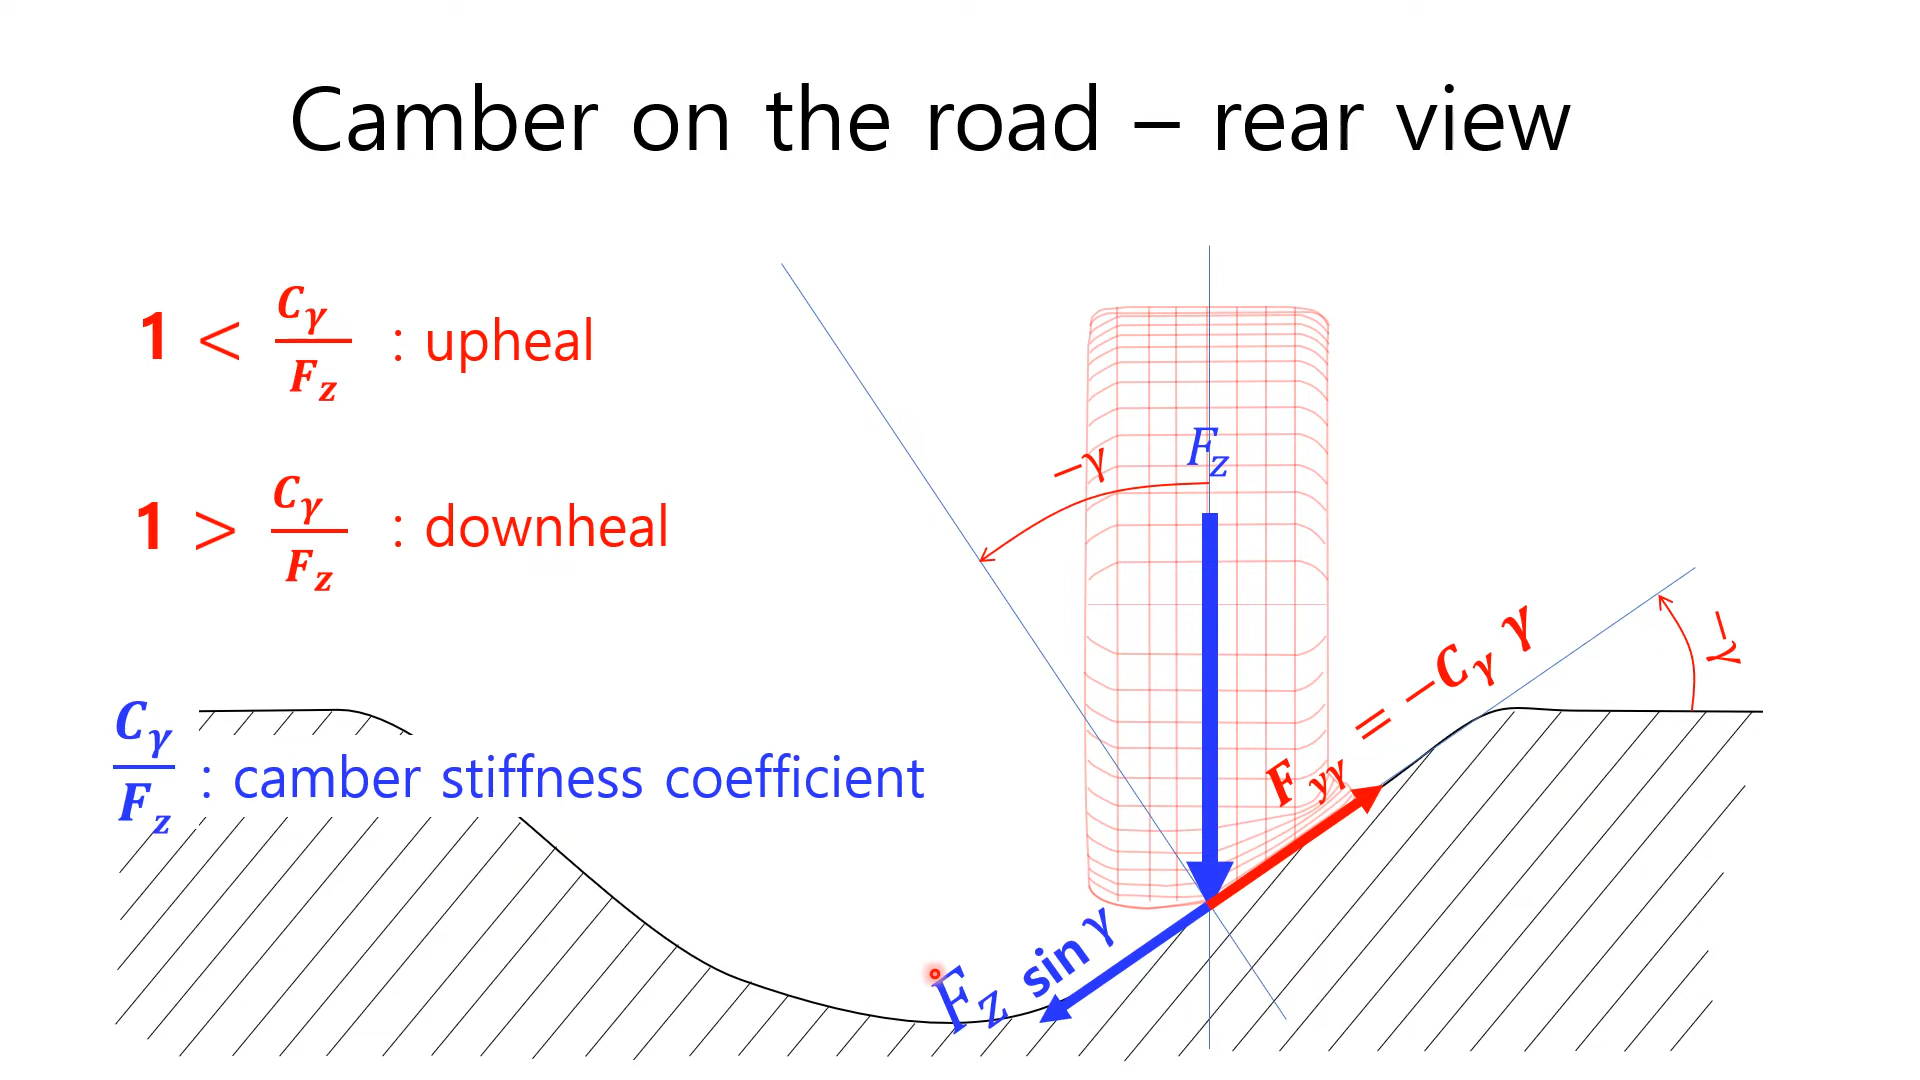 Camber on the road – rear view
1 < Cγ / Fz : upheal
1 > Cγ / Fz : downheal
Cγ / Fz : camber stiffness coefficient
−γ
Fz
Fyγ = −Cγ γ
−γ
Fz sin γ